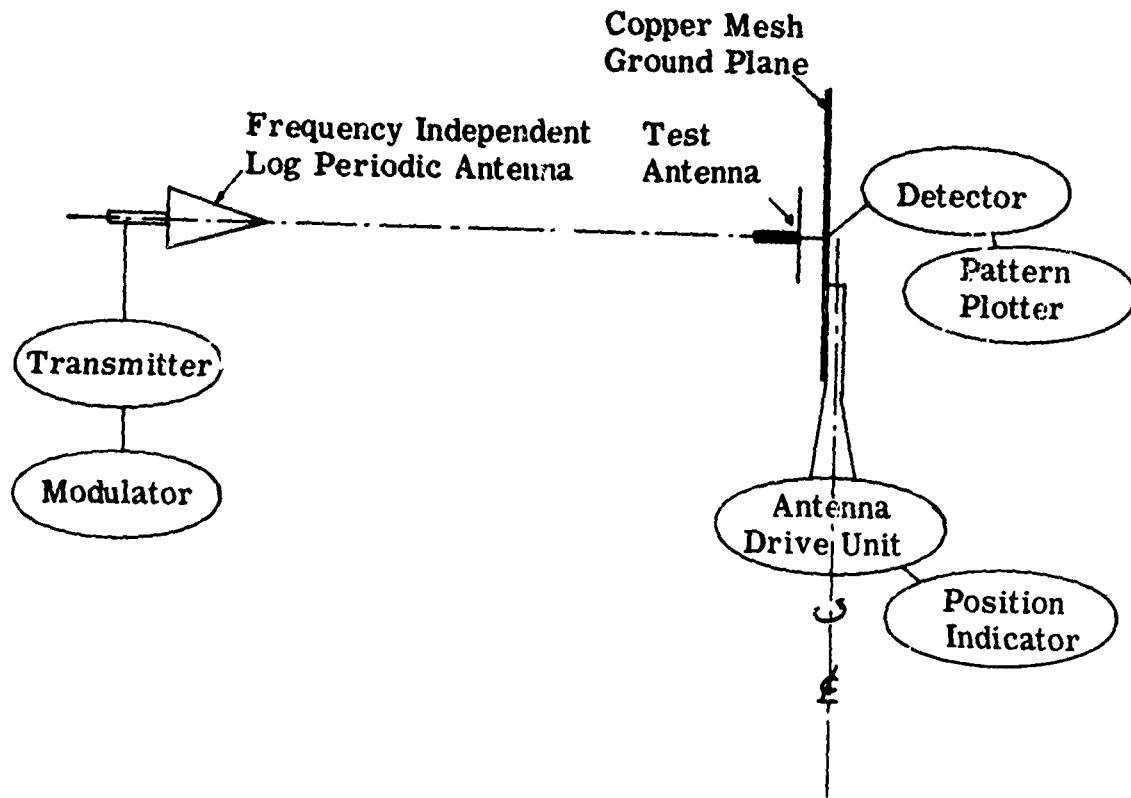 Copper Mesh
Ground Plane
Frequency Independent
Log Periodic Antenna
Test
Antenna
Detector
Pattern
Plotter
Transmitter
Modulator
Antenna
Drive Unit
Position
Indicator